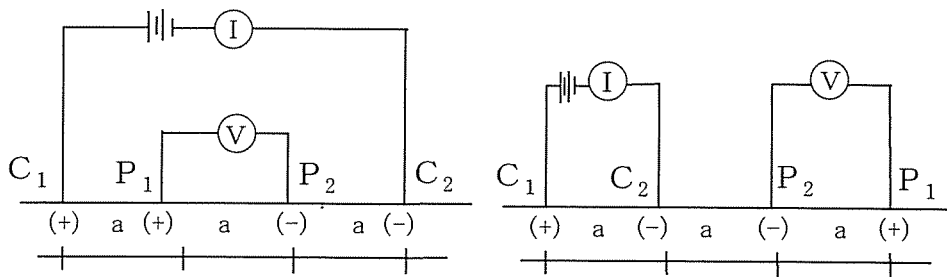 I
V
C₁ P₁ P₂ C₂
(+) a (+) a (−) a (−)
I
V
C₁ C₂ P₂ P₁
(+) a (−) a (−) a (+)